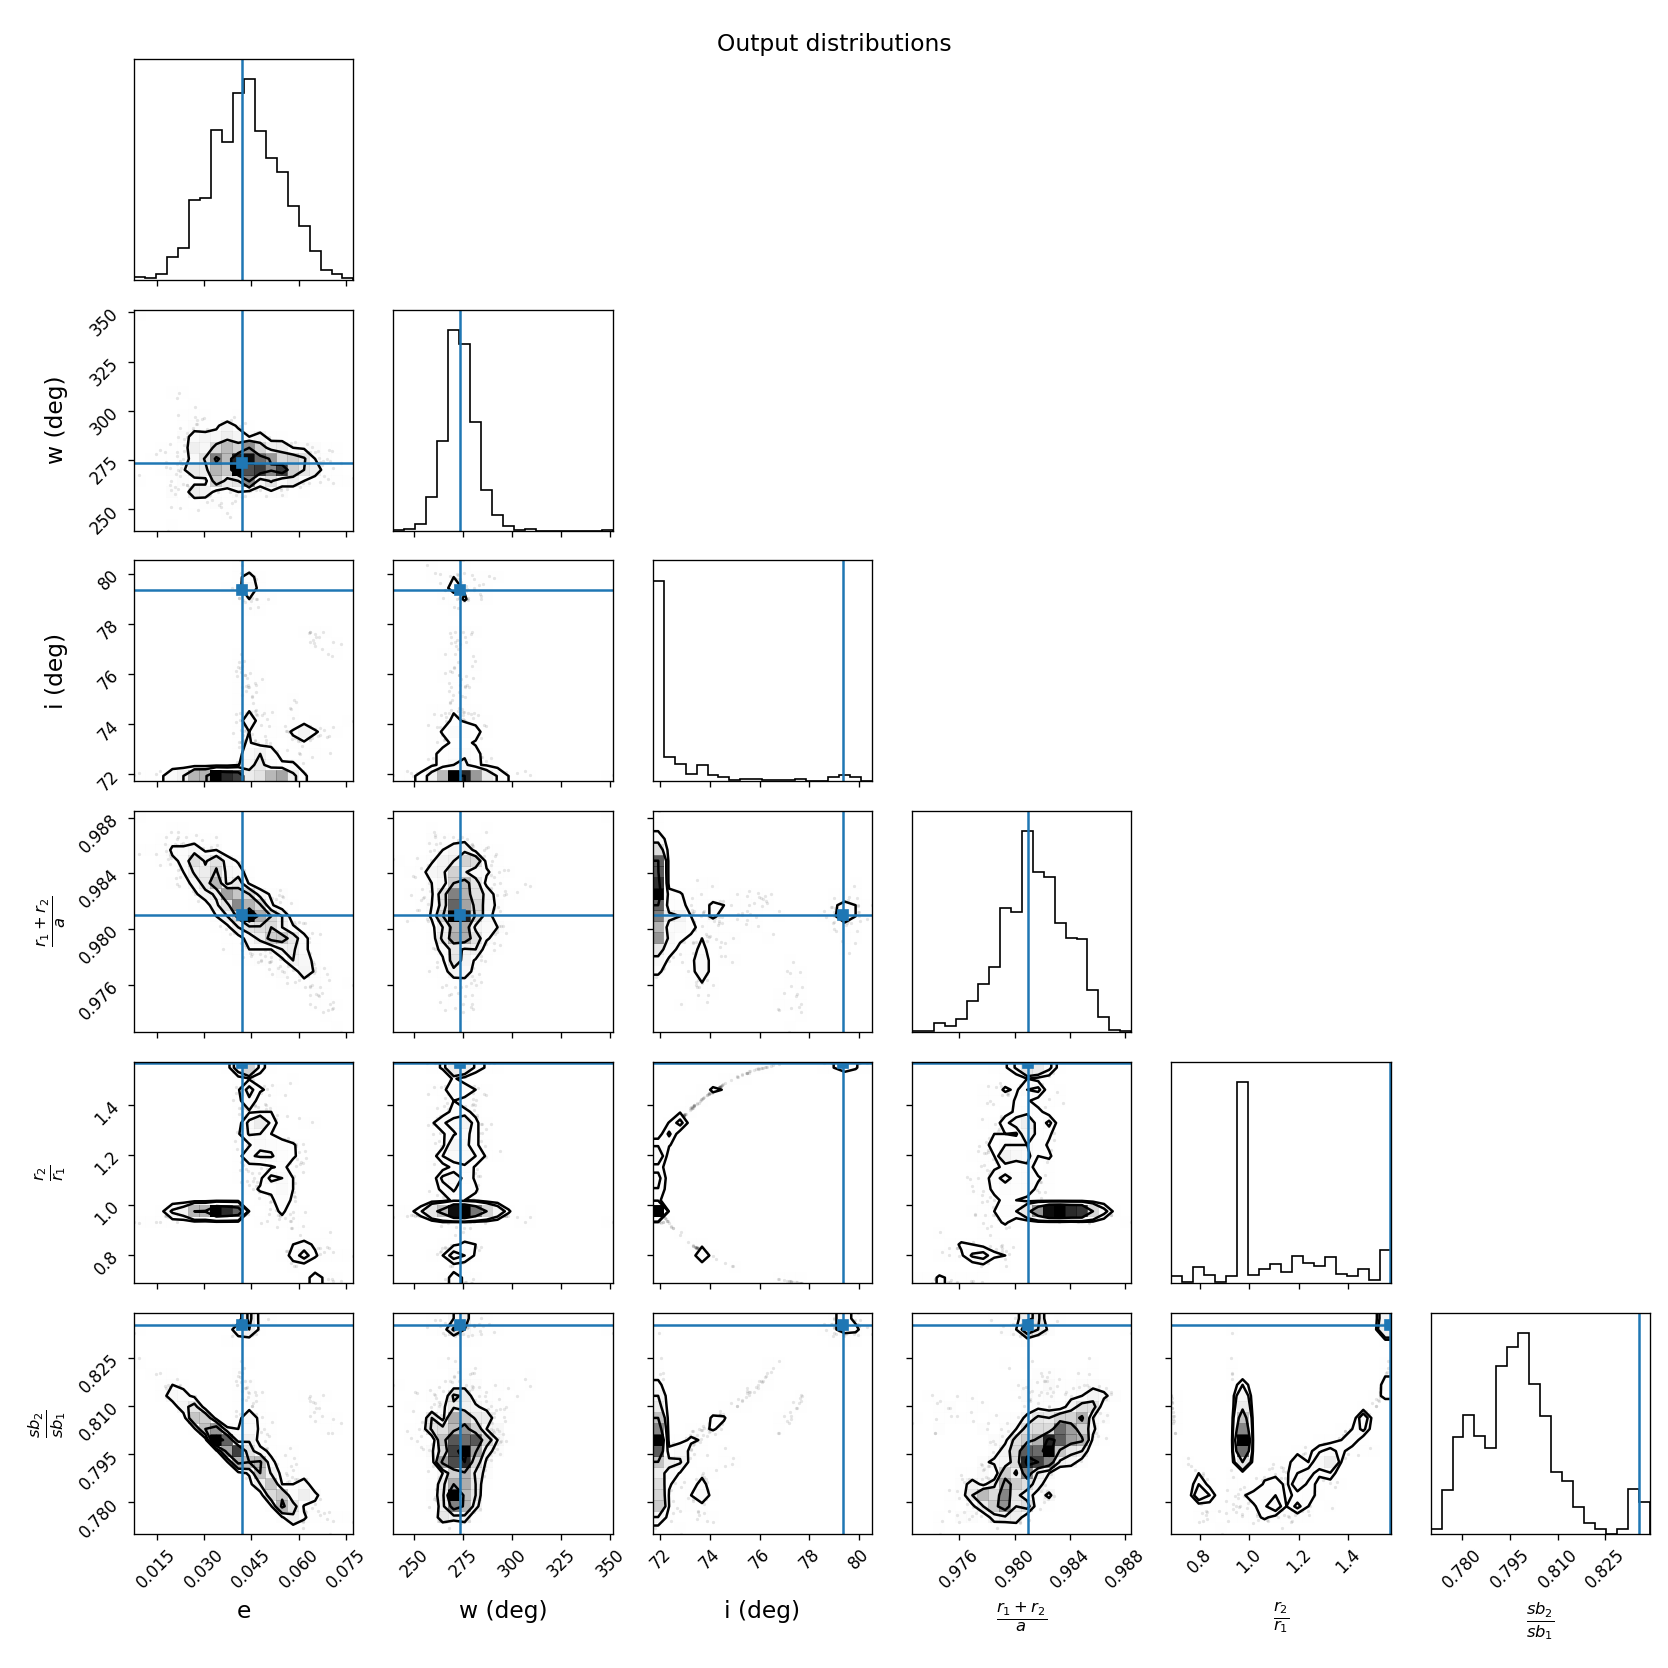 Output distributions
350
325
300
275
250
w (deg)
80
78
76
74
72
i (deg)
0.988
0.984
0.980
0.976
r₁ + r₂
a
1.4
1.2
1.0
0.8
r₂
r₁
0.825
0.810
0.795
0.780
sb₂
sb₁
0.015 0.030 0.045 0.060 0.075 250 275 300 325 350 72 74 76 78 80 0.976 0.980 0.984 0.988 0.8 1.0 1.2 1.4 0.780 0.795 0.810 0.825
e w (deg) i (deg) r₁ + r₂ r₂ sb₂
a r₁ sb₁